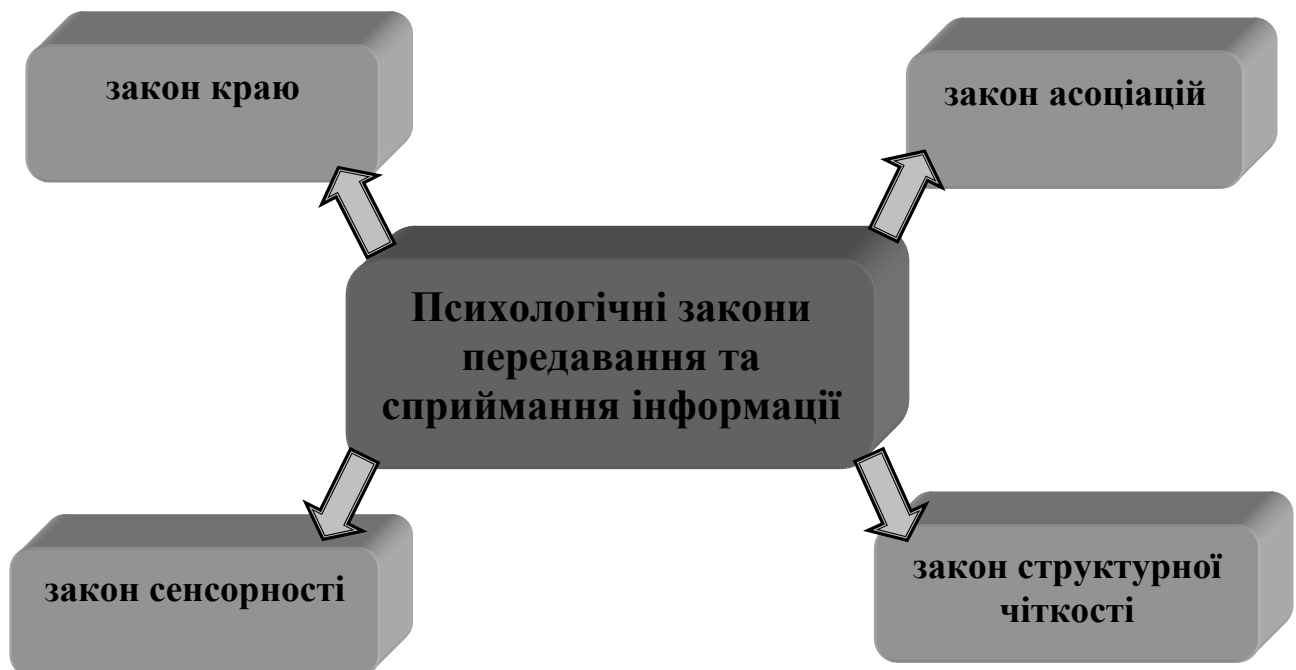 закон краю
закон асоціацій
Психологічні закони
передавання та
сприймання інформації
закон сенсорності
закон структурної
чіткості